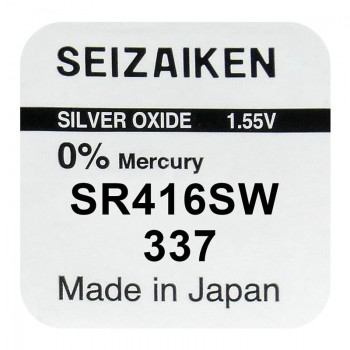 SEIZAIKEN
SILVER OXIDE 1.55V
0% Mercury
SR416SW
337
Made in Japan